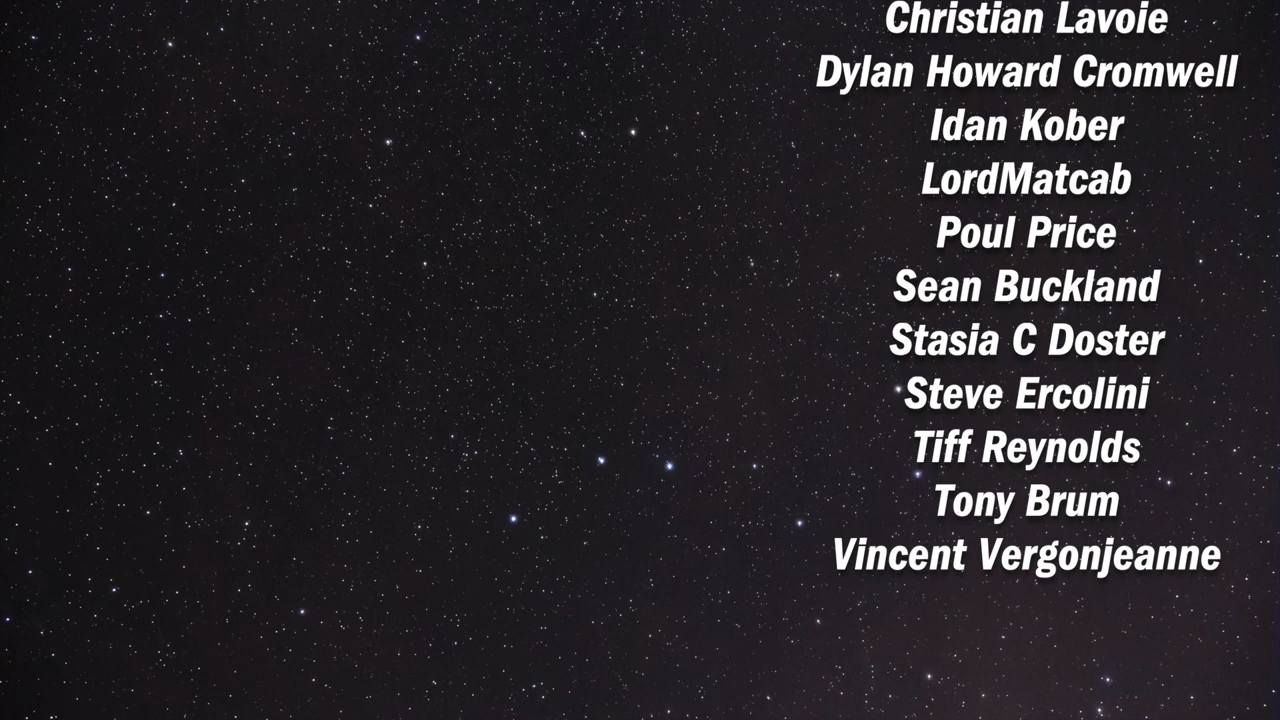 Christian Lavoie
Dylan Howard Cromwell
Idan Kober
LordMatcab
Poul Price
Sean Buckland
Stasia C Doster
Steve Ercolini
Tiff Reynolds
Tony Brum
Vincent Vergonjeanne